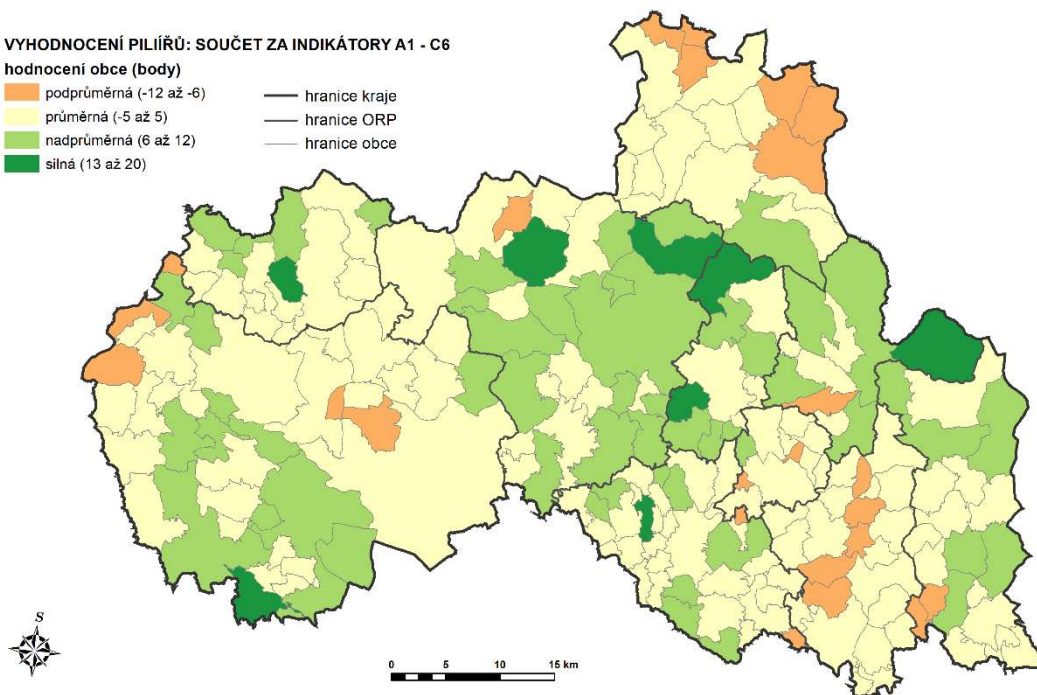 VYHODNOCENÍ PILIÍŘŮ: SOUČET ZA INDIKÁTORY A1 - C6
hodnocení obce (body)
podprůměrná (-12 až -6)
průměrná (-5 až 5)
nadprůměrná (6 až 12)
silná (13 až 20)
hranice kraje
hranice ORP
hranice obce
S
0 5 10 15 km